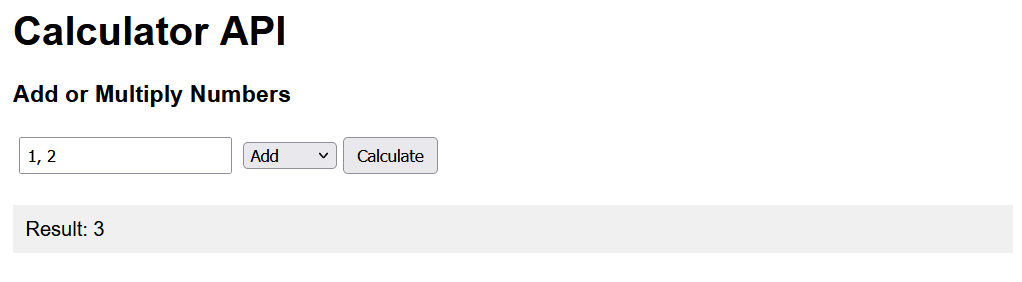 Calculator API
Add or Multiply Numbers
1, 2 Add Calculate
Result: 3